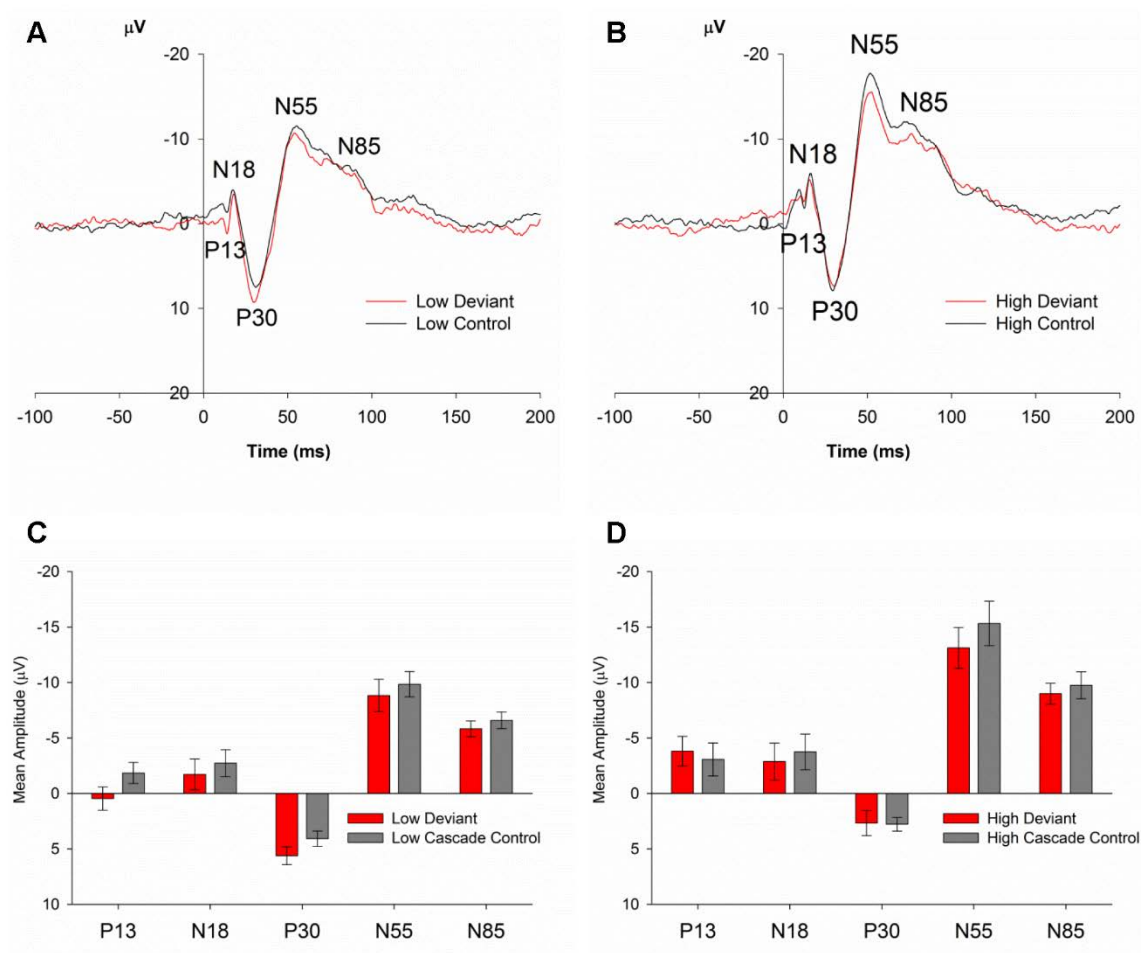 A
µV
-20
-10
0
10
20
N55
N85
N18
P13
P30
Low Deviant
Low Control
-100 -50 0 50 100 150 200
Time (ms)
B
µV
-20
-10
0
10
20
N55
N85
N18
P13
P30
High Deviant
High Control
-100 -50 0 50 100 150 200
Time (ms)
C
Mean Amplitude (µV)
-20
-15
-10
-5
0
5
10
Low Deviant
Low Cascade Control
P13 N18 P30 N55 N85
D
Mean Amplitude (µV)
-20
-15
-10
-5
0
5
10
High Deviant
High Cascade Control
P13 N18 P30 N55 N85